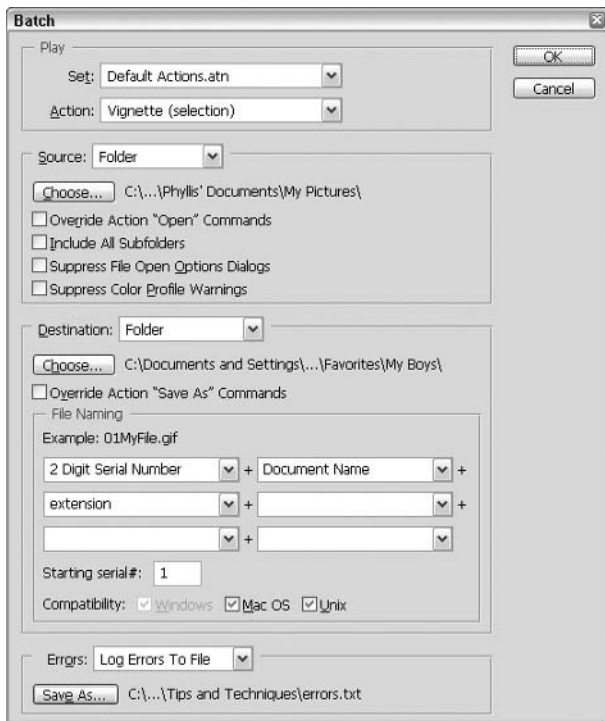 Batch
Play
Set: Default Actions.atn
Action: Vignette (selection)
OK
Cancel
Source: Folder
Choose... C:\...\Phyllis' Documents\My Pictures\
Override Action "Open" Commands
Include All Subfolders
Suppress File Open Options Dialogs
Suppress Color Profile Warnings
Destination: Folder
Choose... C:\Documents and Settings\...\Favorites\My Boys\
Override Action "Save As" Commands
File Naming
Example: 01MyFile.gif
2 Digit Serial Number + Document Name +
extension + +
+
Starting serial#: 1
Compatibility: Windows Mac OS Unix
Errors: Log Errors To File
Save As... C:\...\Tips and Techniques\errors.txt